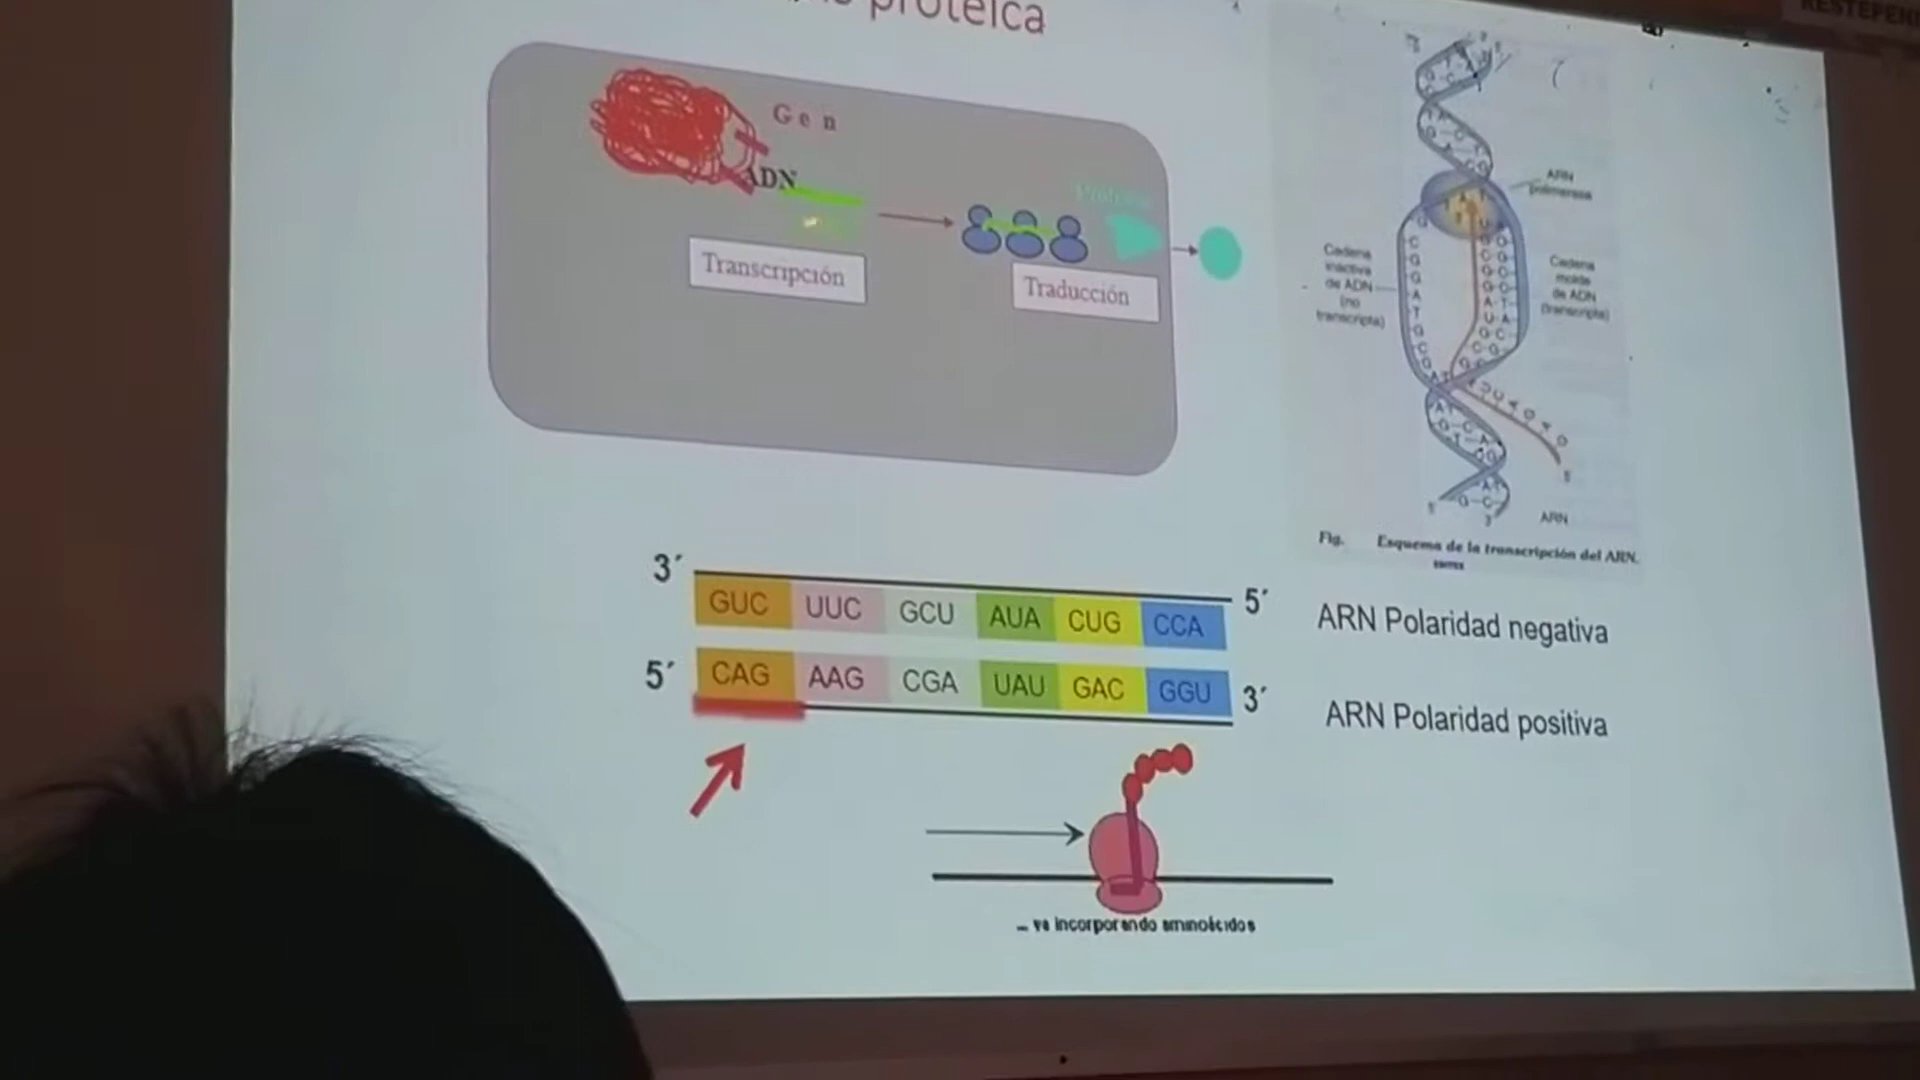 proteica
Gen
ADN
Proteína
Transcripción
Traducción
ARN
polimerasa
Cadena
inactiva
de ADN
(no
transcripta)
Cadena
molde
de ADN
(transcripta)
ARN
Fig. Esquema de la transcripción del ARN.
3´ GUC UUC GCU AUA CUG CCA 5´ ARN Polaridad negativa
5´ CAG AAG CGA UAU GAC GGU 3´ ARN Polaridad positiva
... va incorporando aminoácidos